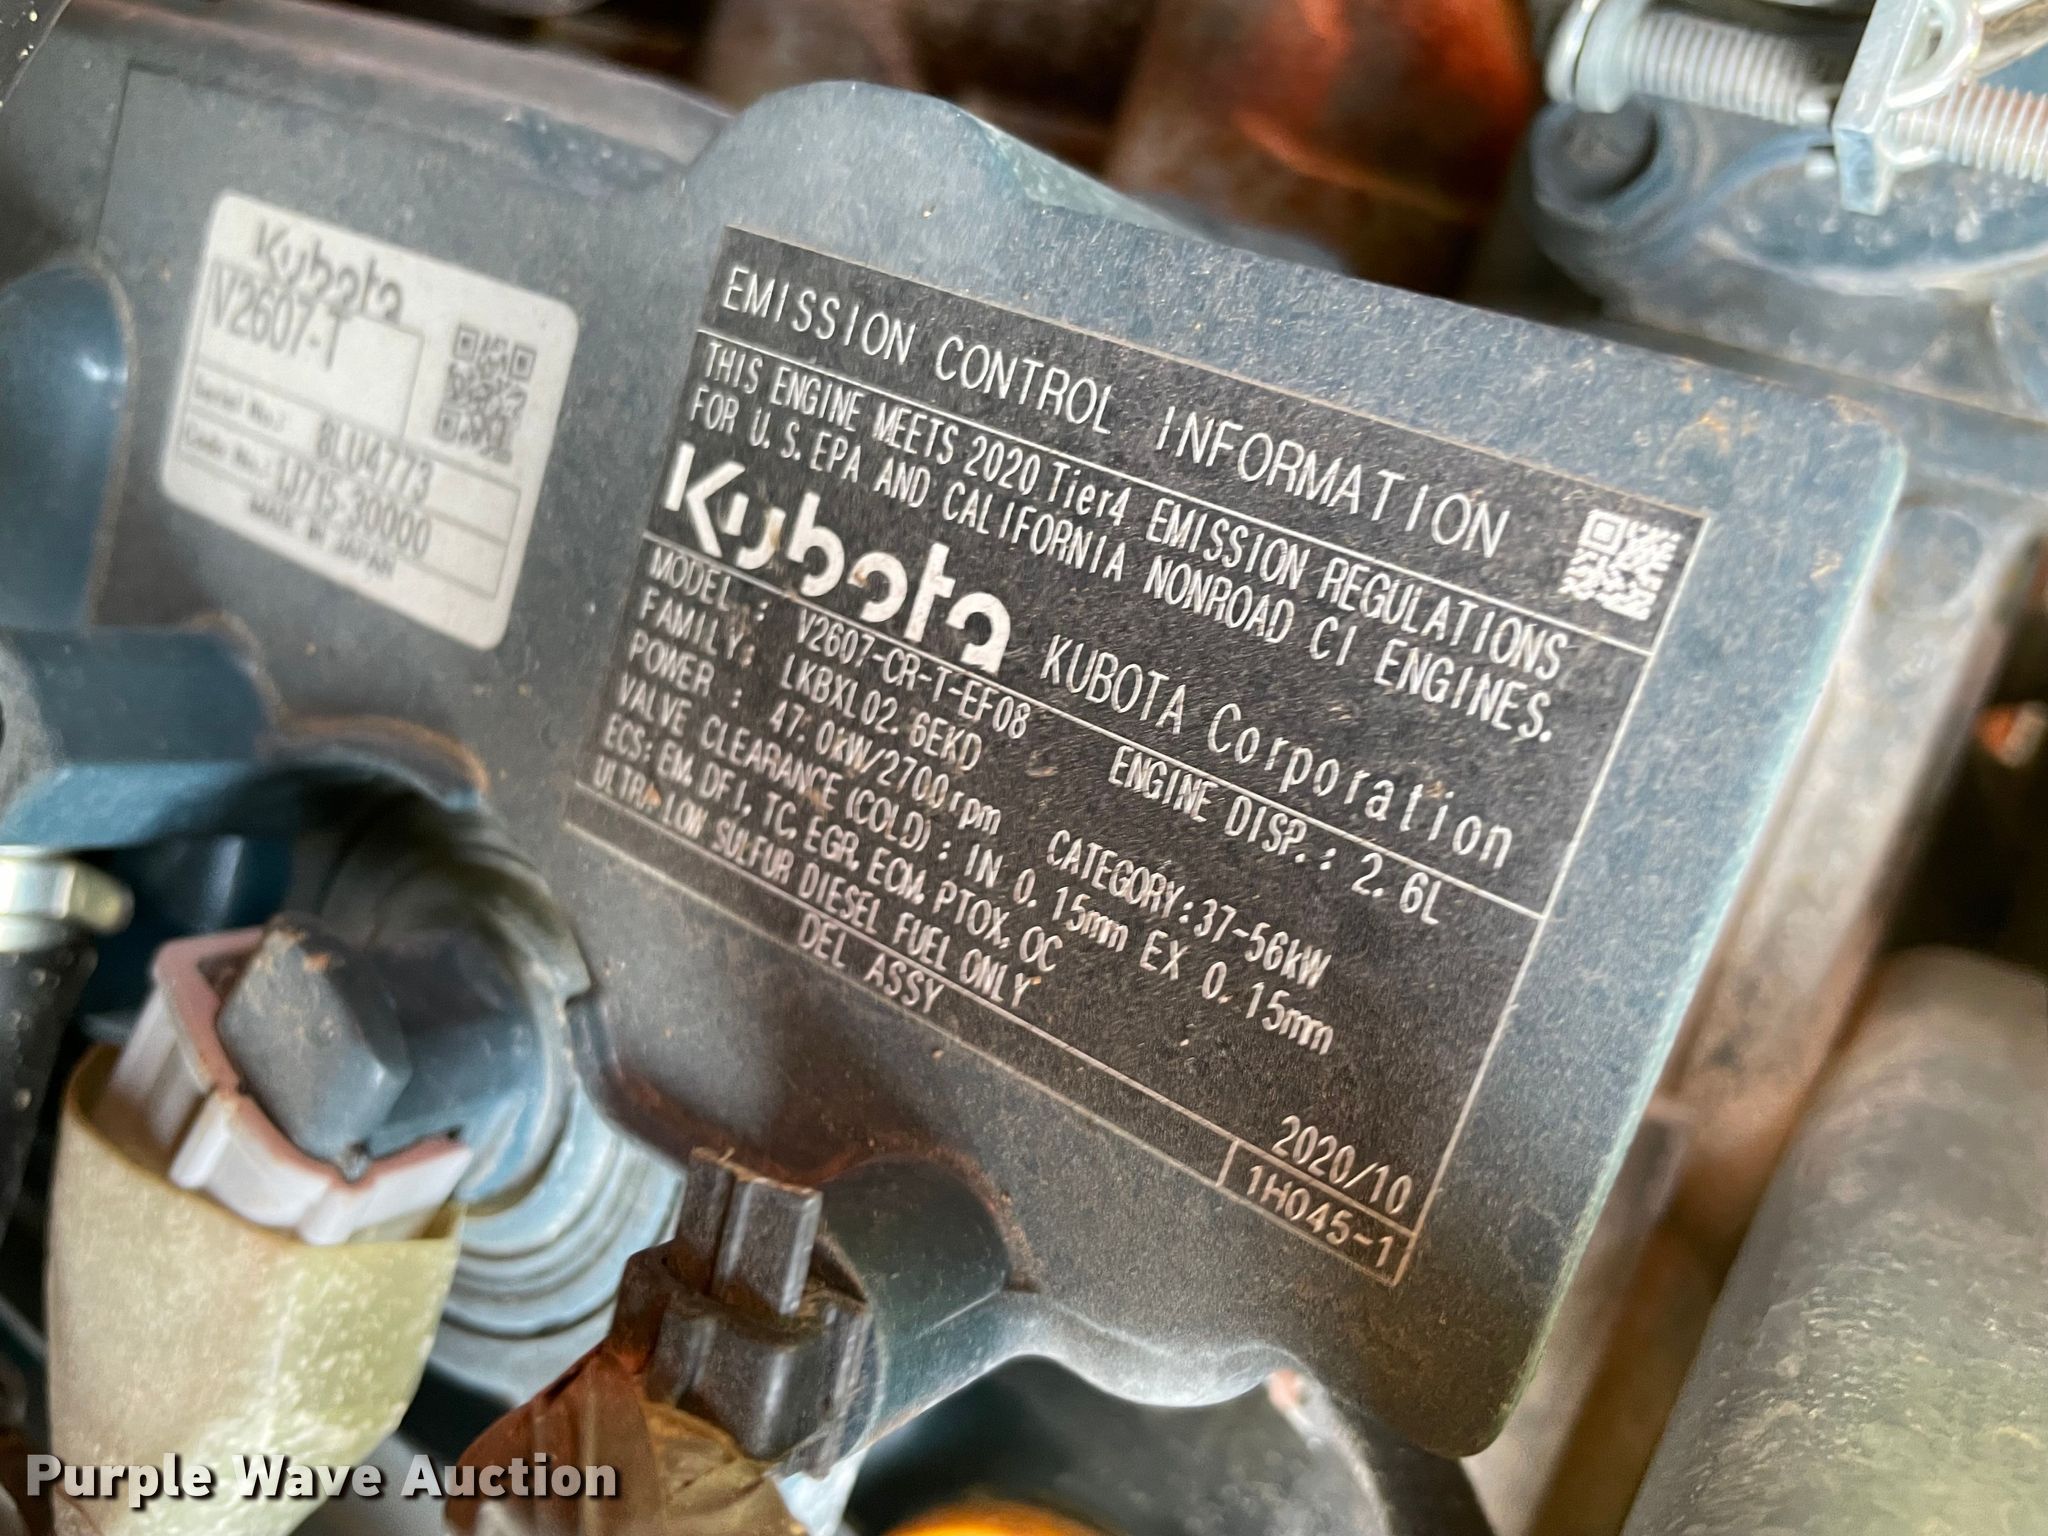 Kubota
V2607-T
Serial No.: 8LU4773
Code No.: 1J715-30000
MADE IN JAPAN
EMISSION CONTROL INFORMATION
THIS ENGINE MEETS 2020 Tier4 EMISSION REGULATIONS
FOR U.S. EPA AND CALIFORNIA NONROAD CI ENGINES.
Kubota KUBOTA Corporation
MODEL : V2607-CR-T-EF08 ENGINE DISP.: 2.6L
FAMILY: LKBXL02.6EKD
POWER : 47.0kW/2700rpm CATEGORY:37-56kW
VALVE CLEARANCE (COLD): IN 0.15mm EX 0.15mm
ECS: EM, DFI, TC, EGR, ECM, PTOX, OC
ULTRA LOW SULFUR DIESEL FUEL ONLY
DEL ASSY
2020/10
1H045-1
Purple Wave Auction